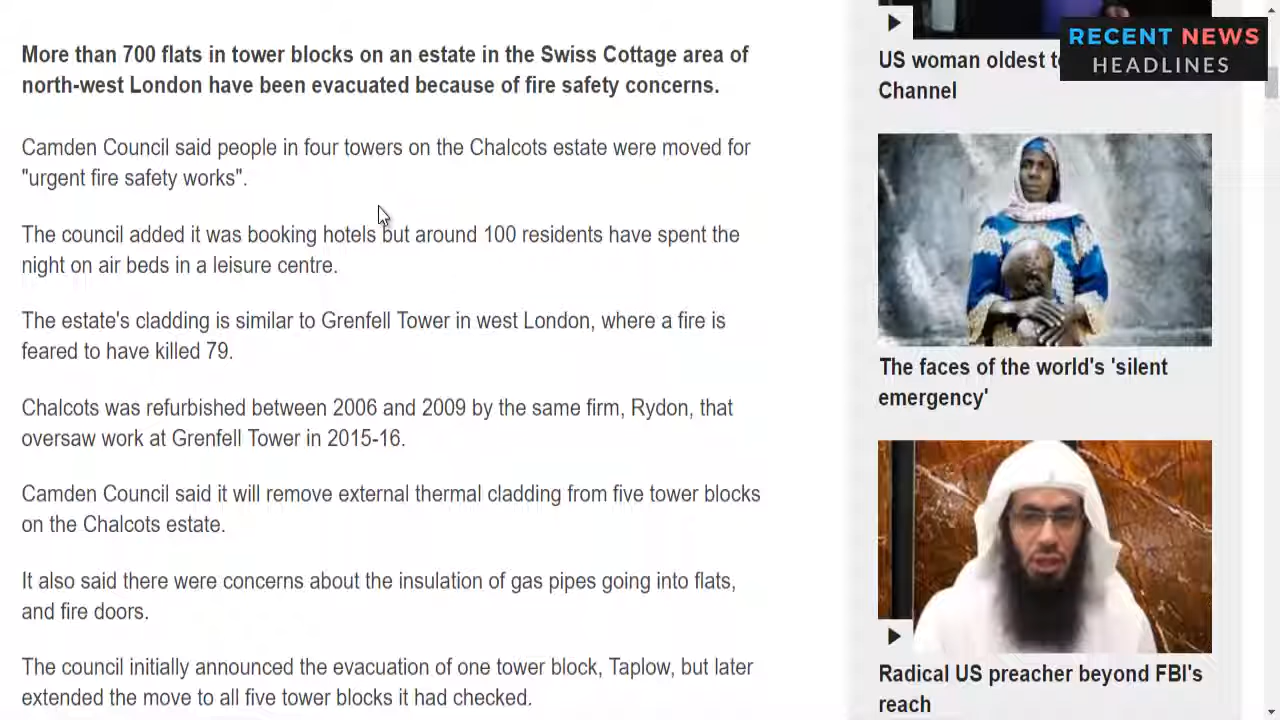 More than 700 flats in tower blocks on an estate in the Swiss Cottage area of
north-west London have been evacuated because of fire safety concerns.
Camden Council said people in four towers on the Chalcots estate were moved for
"urgent fire safety works".
The council added it was booking hotels but around 100 residents have spent the
night on air beds in a leisure centre.
The estate's cladding is similar to Grenfell Tower in west London, where a fire is
feared to have killed 79.
Chalcots was refurbished between 2006 and 2009 by the same firm, Rydon, that
oversaw work at Grenfell Tower in 2015-16.
Camden Council said it will remove external thermal cladding from five tower blocks
on the Chalcots estate.
It also said there were concerns about the insulation of gas pipes going into flats,
and fire doors.
The council initially announced the evacuation of one tower block, Taplow, but later
extended the move to all five tower blocks it had checked.
RECENT NEWS
HEADLINES
US woman oldest
Channel
The faces of the world's 'silent
emergency'
Radical US preacher beyond FBI's
reach